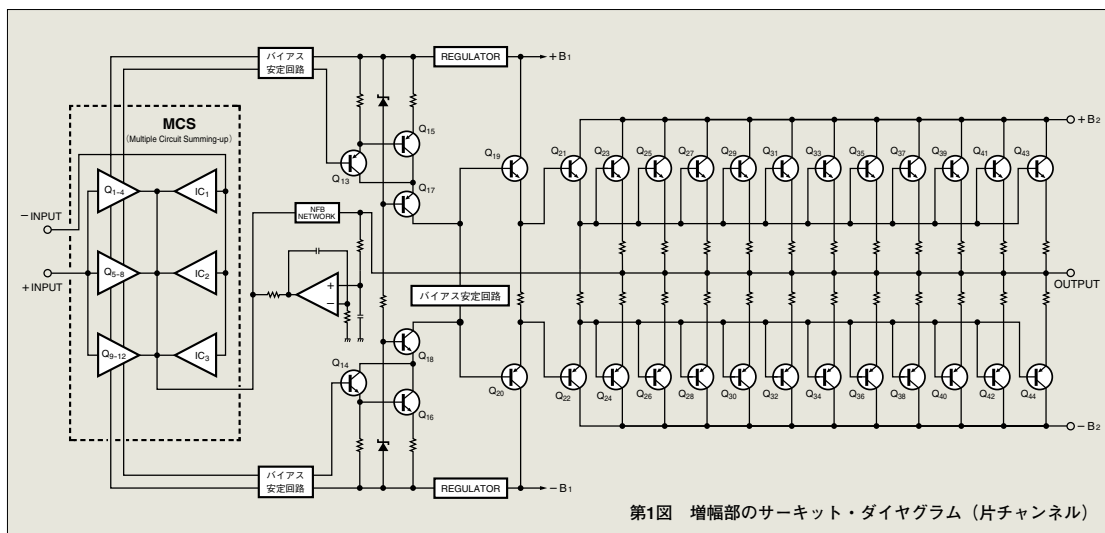 バイアス
安定回路
REGULATOR
+B1
MCS
(Multiple Circuit Summing-up)
Q15
Q13
Q17
Q19
Q21
Q23
Q25
Q27
Q29
Q31
Q33
Q35
Q37
Q39
Q41
Q43
+B2
Q1-4
IC1
−INPUT
NFB
NETWORK
+INPUT
Q5-8
IC2
+
−
バイアス安定回路
OUTPUT
Q9-12
IC3
Q14
Q18
Q16
Q20
Q22
Q24
Q26
Q28
Q30
Q32
Q34
Q36
Q38
Q40
Q42
Q44
−B2
バイアス
安定回路
REGULATOR
−B1
第1図 増幅部のサーキット・ダイヤグラム（片チャンネル）